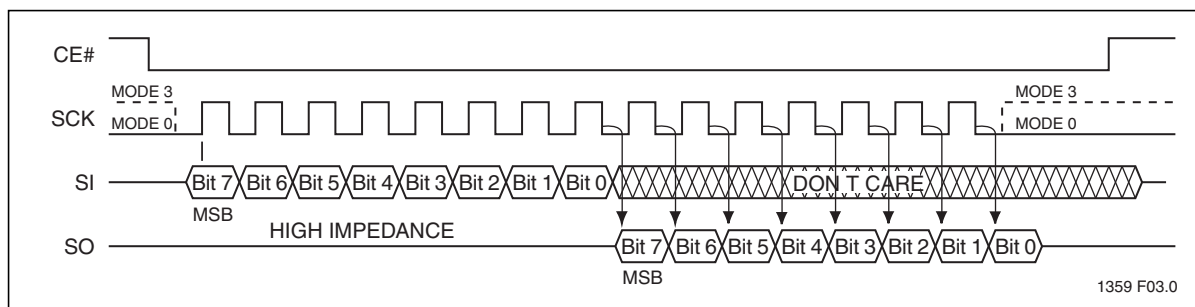 CE#
MODE 3 MODE 3
SCK MODE 0 MODE 0
SI Bit 7 Bit 6 Bit 5 Bit 4 Bit 3 Bit 2 Bit 1 Bit 0 DON T CARE
MSB
HIGH IMPEDANCE
SO Bit 7 Bit 6 Bit 5 Bit 4 Bit 3 Bit 2 Bit 1 Bit 0
MSB
1359 F03.0